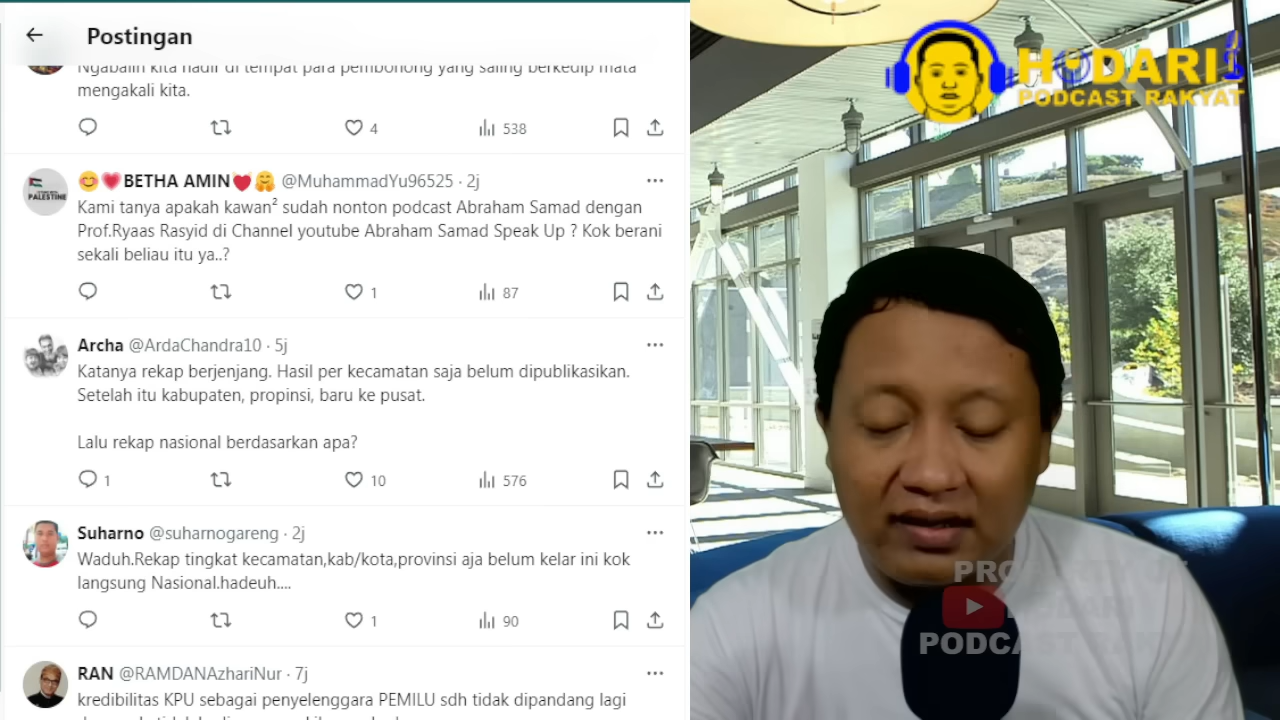 Postingan
Ngabalin kita hadir di tempat para pembohong yang saling berkedip mata
mengakali kita.
4
538
😊💗BETHA AMIN❤️🤗 @MuhammadYu96525 · 2j
PALESTINE
Kami tanya apakah kawan² sudah nonton podcast Abraham Samad dengan
Prof.Ryaas Rasyid di Channel youtube Abraham Samad Speak Up ? Kok berani
sekali beliau itu ya..?
1
87
Archa @ArdaChandra10 · 5j
Katanya rekap berjenjang. Hasil per kecamatan saja belum dipublikasikan.
Setelah itu kabupaten, propinsi, baru ke pusat.
Lalu rekap nasional berdasarkan apa?
1
10
576
Suharno @suharnogareng · 2j
Waduh.Rekap tingkat kecamatan,kab/kota,provinsi aja belum kelar ini kok
langsung Nasional.hadeuh....
1
90
RAN @RAMDANAzhariNur · 7j
kredibilitas KPU sebagai penyelenggara PEMILU sdh tidak dipandang lagi
HODARI
PODCAST RAKYAT